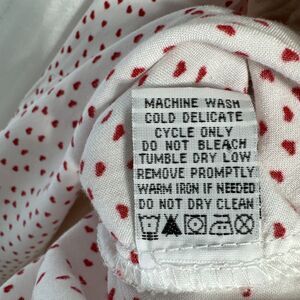 MACHINE WASH
COLD DELICATE
CYCLE ONLY
DO NOT BLEACH
TUMBLE DRY LOW
REMOVE PROMPTLY
WARM IRON IF NEEDED
DO NOT DRY CLEAN